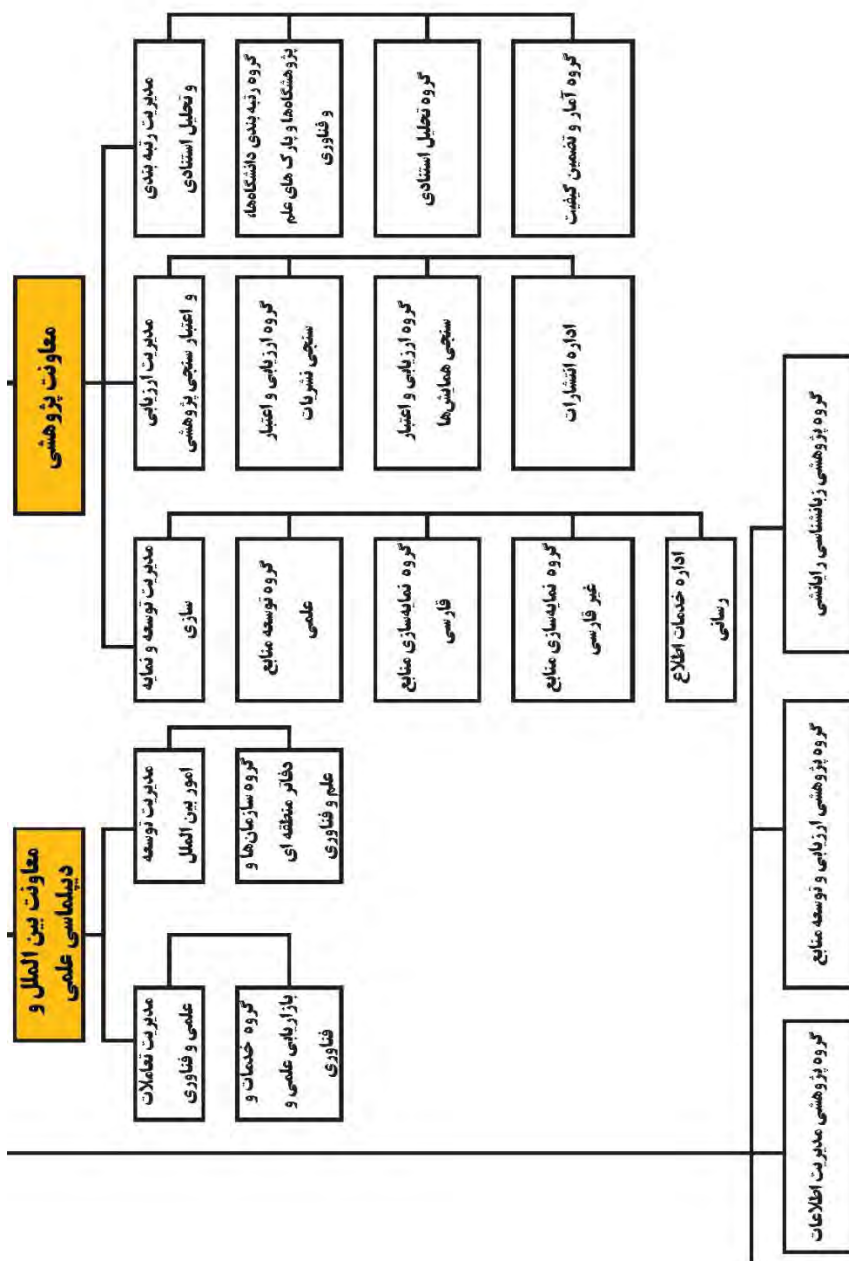 معاونت پژوهشی
مدیریت رتبه بندی
و تحلیل استنادی
گروه رتبه بندی دانشگاه‌ها،
پژوهشگاه‌ها و پارک های علم
و فناوری
گروه تحلیل استنادی
گروه آمار و تضمین کیفیت
مدیریت ارزیابی
و اعتبار سنجی پژوهشی
گروه ارزیابی و اعتبار
سنجی نشریات
گروه ارزیابی و اعتبار
سنجی همایش‌ها
اداره انتشارات
مدیریت توسعه و نمایه
سازی
گروه توسعه منابع
علمی
گروه نمایه‌سازی منابع
فارسی
گروه نمایه‌سازی منابع
غیر فارسی
اداره خدمات اطلاع
رسانی
معاونت بین الملل و
دیپلماسی علمی
مدیریت توسعه
امور بین الملل
گروه سازمان‌ها و
دفاتر منطقه ای
علم و فناوری
مدیریت تعاملات
علمی و فناوری
گروه خدمات و
بازاریابی علمی و
فناوری
گروه پژوهشی زبانشناسی رایانشی
گروه پژوهشی ارزیابی و توسعه منابع
گروه پژوهشی مدیریت اطلاعات